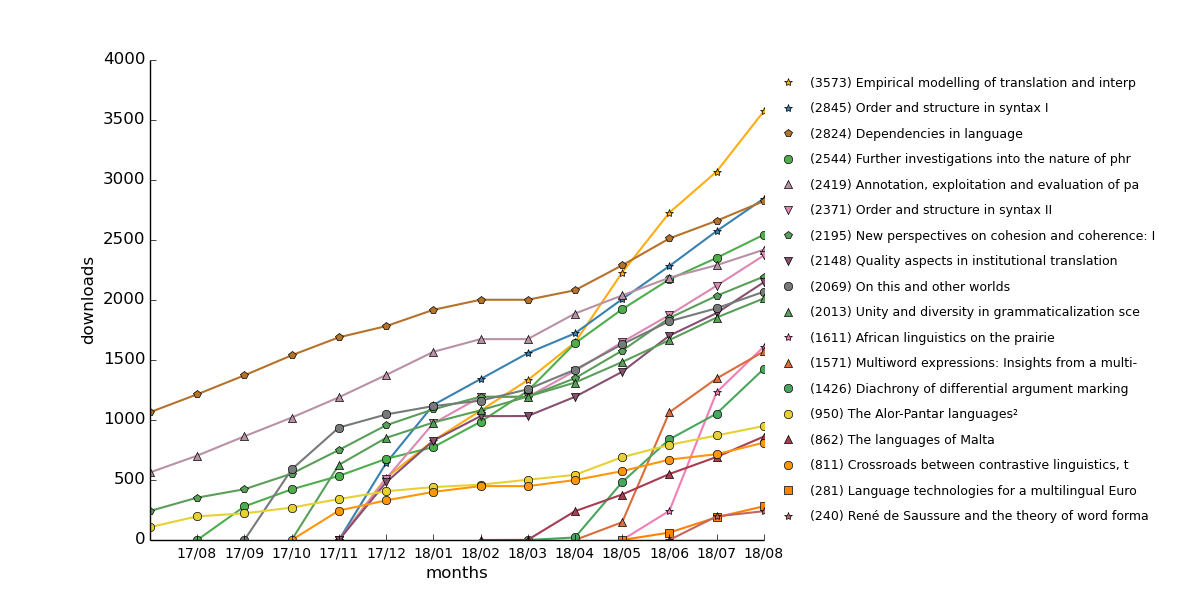 4000
3500
3000
2500
2000
1500
1000
500
0
downloads
17/08 17/09 17/10 17/11 17/12 18/01 18/02 18/03 18/04 18/05 18/06 18/07 18/08
months
(3573) Empirical modelling of translation and interp
(2845) Order and structure in syntax I
(2824) Dependencies in language
(2544) Further investigations into the nature of phr
(2419) Annotation, exploitation and evaluation of pa
(2371) Order and structure in syntax II
(2195) New perspectives on cohesion and coherence: I
(2148) Quality aspects in institutional translation
(2069) On this and other worlds
(2013) Unity and diversity in grammaticalization sce
(1611) African linguistics on the prairie
(1571) Multiword expressions: Insights from a multi-
(1426) Diachrony of differential argument marking
(950) The Alor-Pantar languages²
(862) The languages of Malta
(811) Crossroads between contrastive linguistics, t
(281) Language technologies for a multilingual Euro
(240) René de Saussure and the theory of word forma